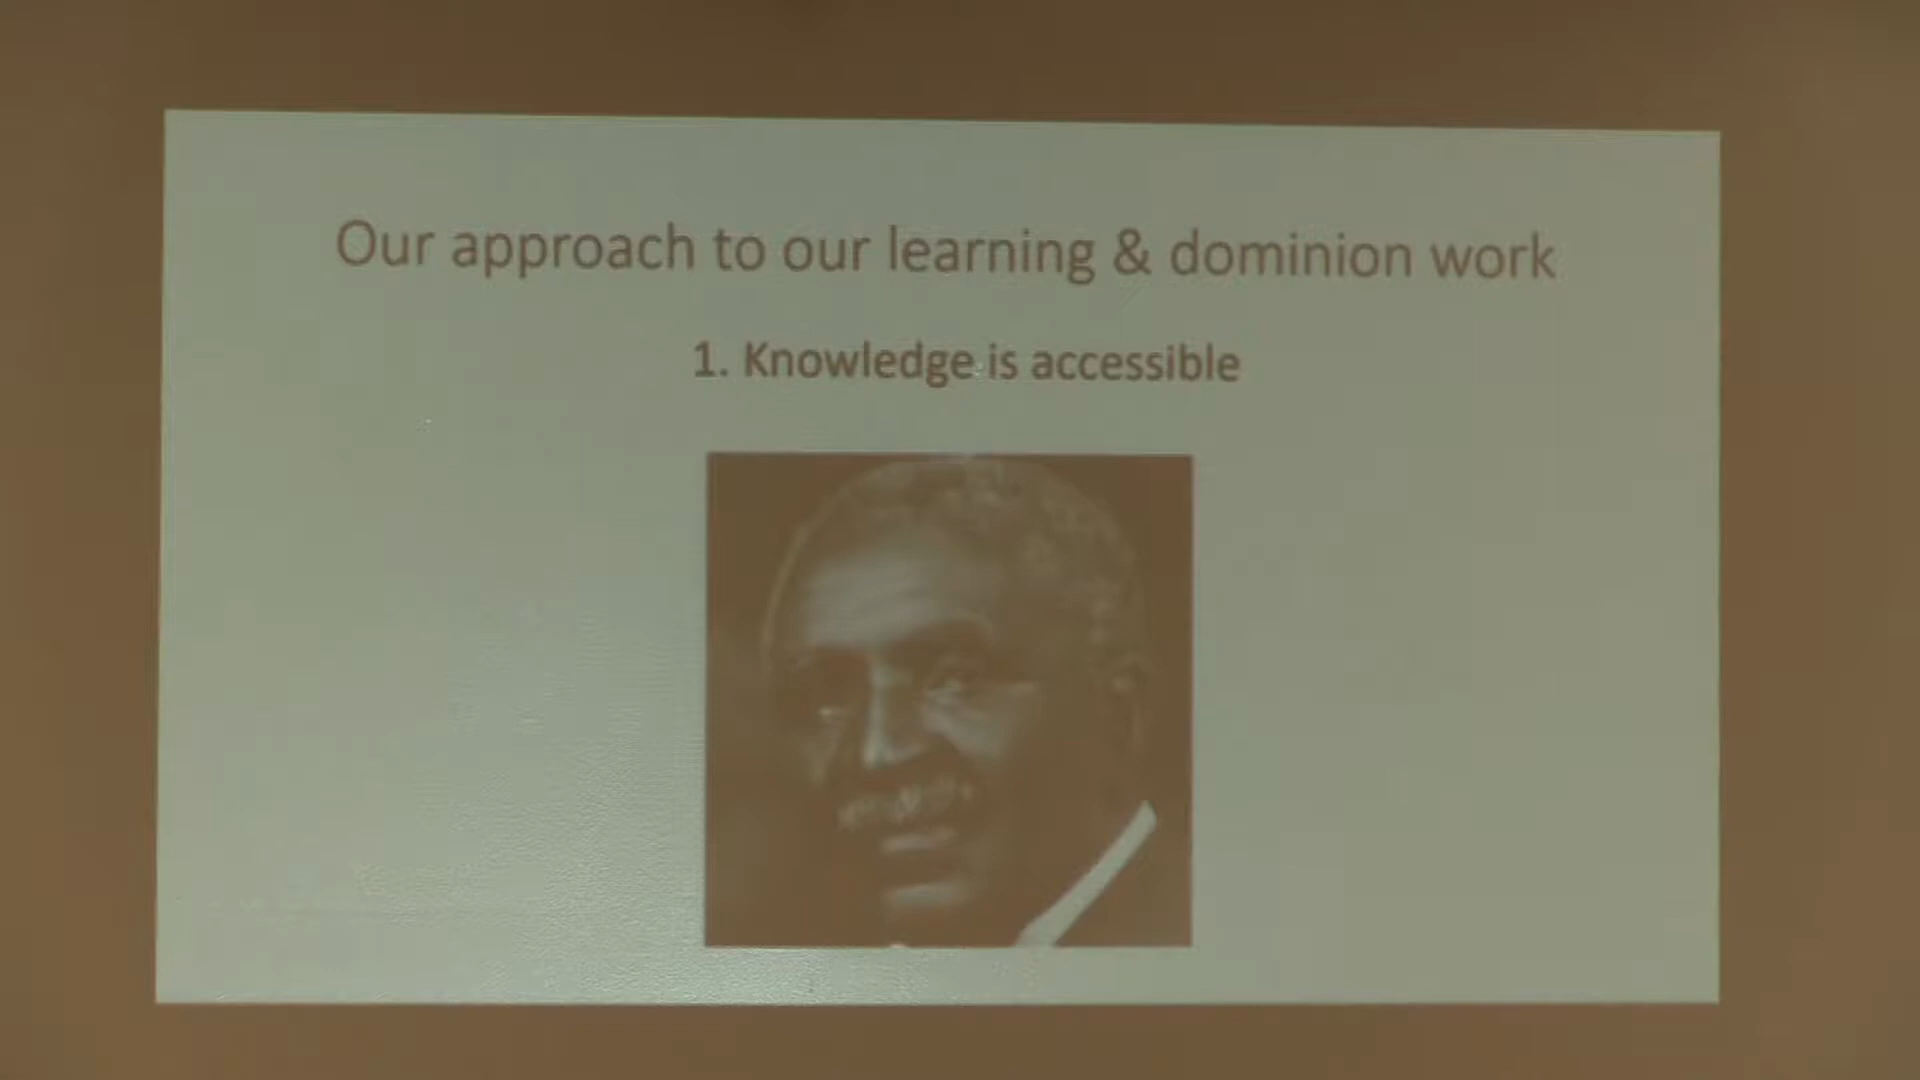 Our approach to our learning & dominion work
1. Knowledge is accessible